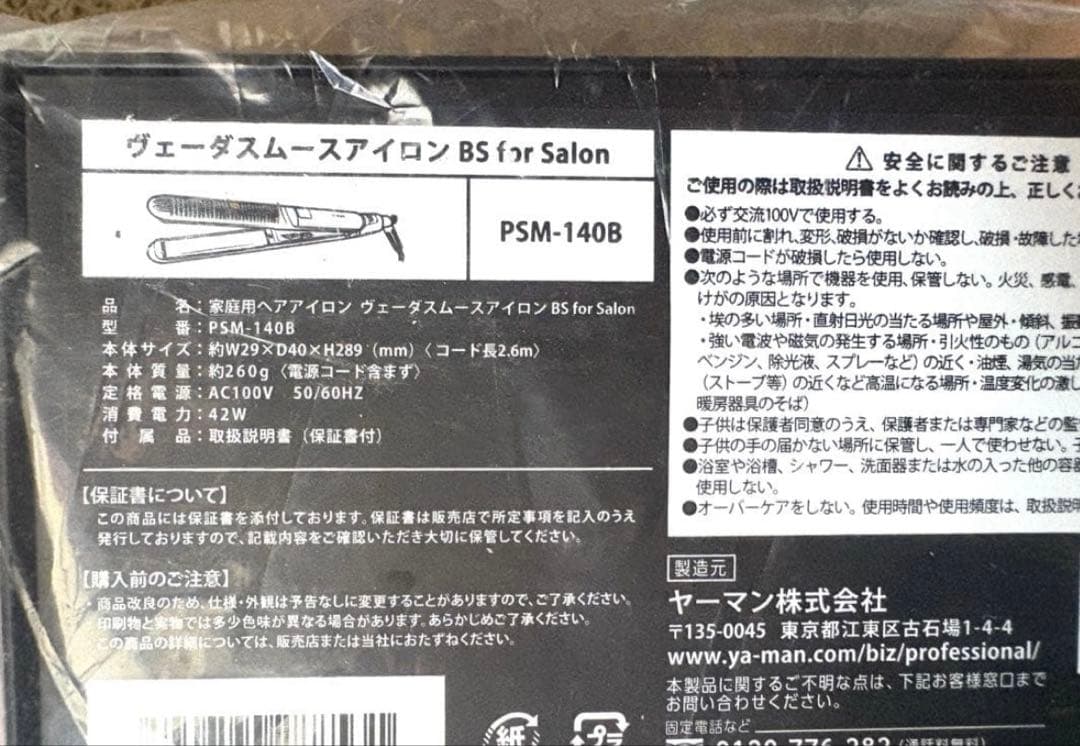 ヴェーダスムースアイロン BS for Salon
PSM-140B
品　　　名：家庭用ヘアアイロン ヴェーダスムースアイロン BS for Salon
型　　　番：PSM-140B
本体サイズ：約W29×D40×H289（mm）〈コード長2.6m〉
本体質量：約260g〈電源コード含まず〉
定格電源：AC100V　50/60HZ
消費電力：42W
付　属　品：取扱説明書（保証書付）
【保証書について】
この商品には保証書を添付しております。保証書は販売店で所定事項を記入のうえ
発行しておりますので、記載内容をご確認いただき大切に保管してください。
【購入前のご注意】
・商品改良のため、仕様・外観は予告なしに変更することがありますので、ご了承ください。
・印刷物と実物では多少色味が異なる場合があります。あらかじめご了承ください。
・この商品の詳細については、販売店または当社におたずねください。
⚠ 安全に関するご注意
ご使用の際は取扱説明書をよくお読みの上、正しく
●必ず交流100Vで使用する。
●使用前に割れ、変形、破損がないか確認し、破損・故障した
●電源コードが破損したら使用しない。
●次のような場所で機器を使用、保管しない。火災、感電、
けがの原因となります。
・埃の多い場所・直射日光の当たる場所や屋外・傾斜、振
・強い電波や磁気の発生する場所・引火性のもの（アルコ
ベンジン、除光液、スプレーなど）の近く・油煙、湯気の当
（ストーブ等）の近くなど高温になる場所・温度変化の激し
暖房器具のそば）
●子供は保護者同意のうえ、保護者または専門家などの監
●子供の手の届かない場所に保管し、一人で使わせない。
●浴室や浴槽、シャワー、洗面器または水の入った他の容器
使用しない。
●オーバーケアをしない。使用時間や使用頻度は、取扱説明
製造元
ヤーマン株式会社
〒135-0045　東京都江東区古石場1-4-4
www.ya-man.com/biz/professional/
本製品に関するご不明な点は、下記お客様窓口まで
お問い合わせください。
固定電話など
0120-776-282（通話料無料）
紙
プラ